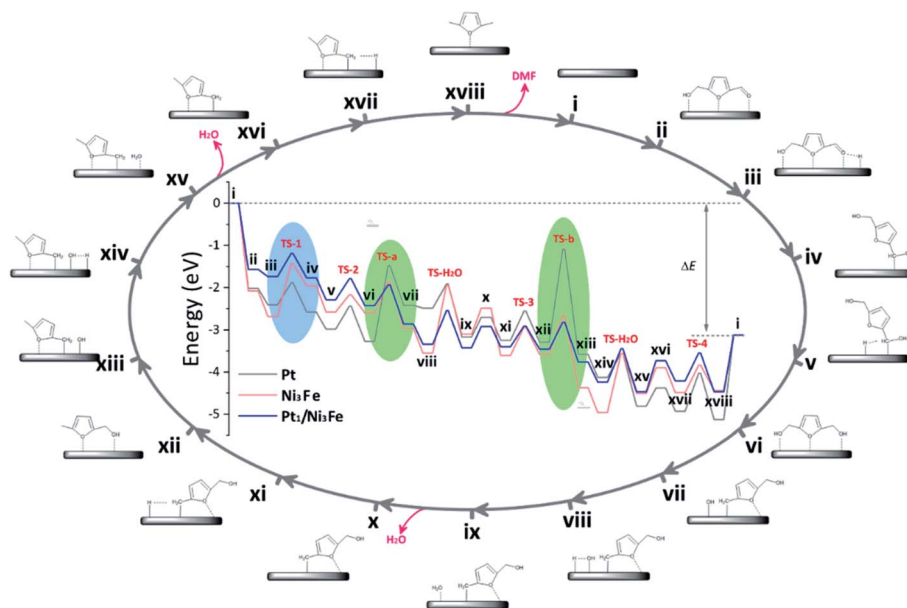 xviii
DMF
i
ii
iii
iv
v
vi
vii
viii
ix
H₂O
x
xi
xii
xiii
xiv
xv
H₂O
xvi
xvii
Energy (eV)
0
-1
-2
-3
-4
-5
i
ii
iii
TS-1
iv
v
TS-2
vi
TS-a
vii
viii
TS-H₂O
ix
x
xi
TS-3
xii
TS-b
xiii
xiv
TS-H₂O
xv
xvi
xvii
TS-4
xviii
i
ΔE
Pt
Ni₃Fe
Pt₁/Ni₃Fe